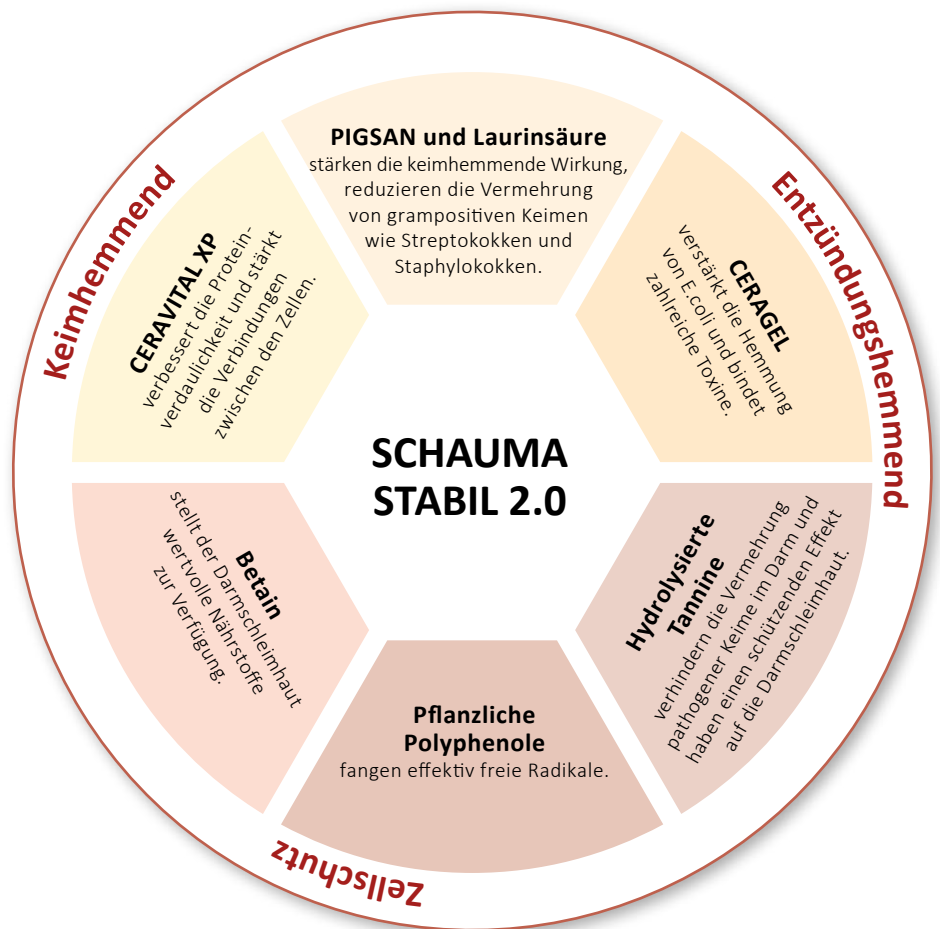 Keimhemmend
Entzündungshemmend
Zellschutz
PIGSAN und Laurinsäure
stärken die keimhemmende Wirkung,
reduzieren die Vermehrung
von grampositiven Keimen
wie Streptokokken und
Staphylokokken.
CERAGEL
verstärkt die Hemmung
von E.coli und bindet
zahlreiche Toxine.
Hydrolysierte
Tannine
verhindern die Vermehrung
pathogener Keime im Darm und
haben einen schützenden Effekt
auf die Darmschleimhaut.
Pflanzliche
Polyphenole
fangen effektiv freie Radikale.
Betain
stellt der Darmschleimhaut
wertvolle Nährstoffe
zur Verfügung.
CERAVITAL XP
verbessert die Protein-
verdaulichkeit und stärkt
die Verbindungen
zwischen den Zellen.
SCHAUMA
STABIL 2.0